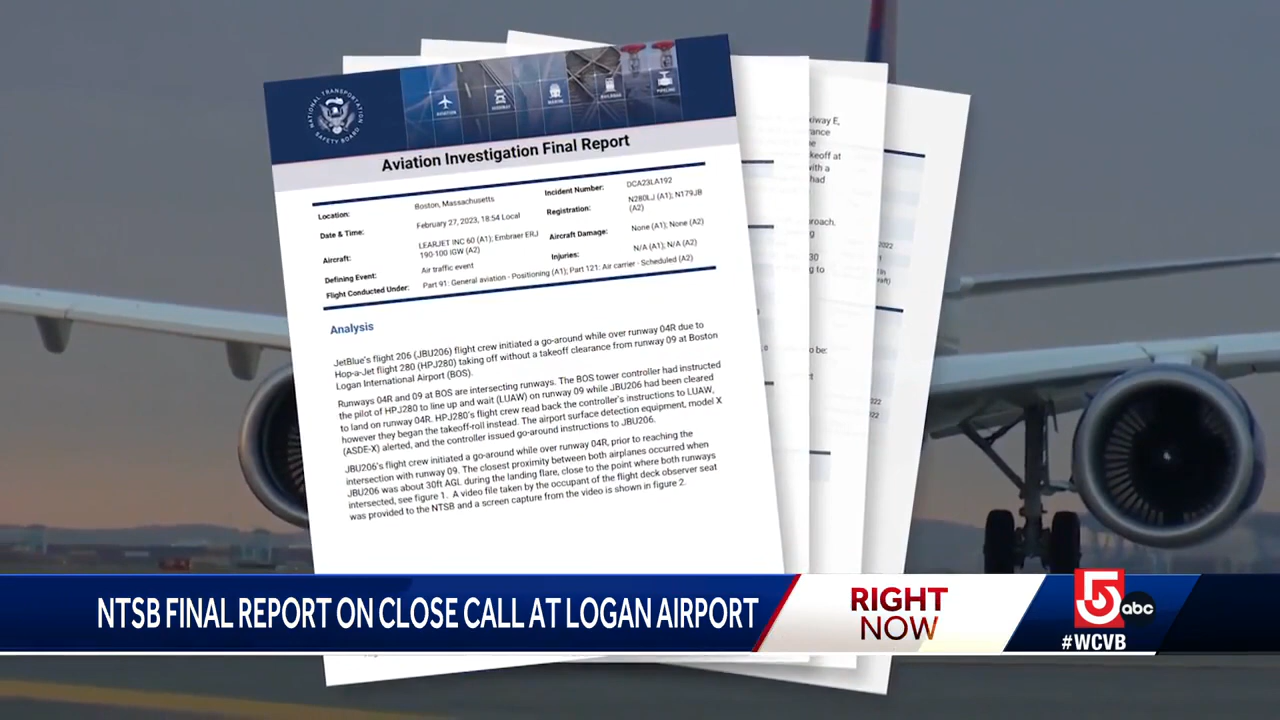 NATIONAL TRANSPORTATION SAFETY BOARD
AVIATION
HIGHWAY
MARINE
RAILROAD
PIPELINE
Aviation Investigation Final Report
Location: Boston, Massachusetts Incident Number: DCA23LA192
Date & Time: February 27, 2023, 18:54 Local Registration: N280LJ (A1); N179JB
(A2)
Aircraft: LEARJET INC 60 (A1); Embraer ERJ
190-100 IGW (A2) Aircraft Damage: None (A1); None (A2)
Defining Event: Air traffic event Injuries: N/A (A1); N/A (A2)
Flight Conducted Under: Part 91: General aviation - Positioning (A1); Part 121: Air carrier - Scheduled (A2)
Analysis
JetBlue's flight 206 (JBU206) flight crew initiated a go-around while over runway 04R due to
Hop-a-Jet flight 280 (HPJ280) taking off without a takeoff clearance from runway 09 at Boston
Logan International Airport (BOS).
Runways 04R and 09 at BOS are intersecting runways. The BOS tower controller had instructed
the pilot of HPJ280 to line up and wait (LUAW) on runway 09 while JBU206 had been cleared
to land on runway 04R. HPJ280's flight crew read back the controller's instructions to LUAW,
however they began the takeoff-roll instead. The airport surface detection equipment, model X
(ASDE-X) alerted, and the controller issued go-around instructions to JBU206.
JBU206's flight crew initiated a go-around while over runway 04R, prior to reaching the
intersection with runway 09. The closest proximity between both airplanes occurred when
JBU206 was about 30ft AGL during the landing flare, close to the point where both runways
intersected, see figure 1. A video file taken by the occupant of the flight deck observer seat
was provided to the NTSB and a screen capture from the video is shown in figure 2.
iway E,
rance
keoff at
with a
had
roach.
30
g to
to be:
2022
2022
2022
NTSB FINAL REPORT ON CLOSE CALL AT LOGAN AIRPORT
RIGHT
NOW
5
abc
#WCVB